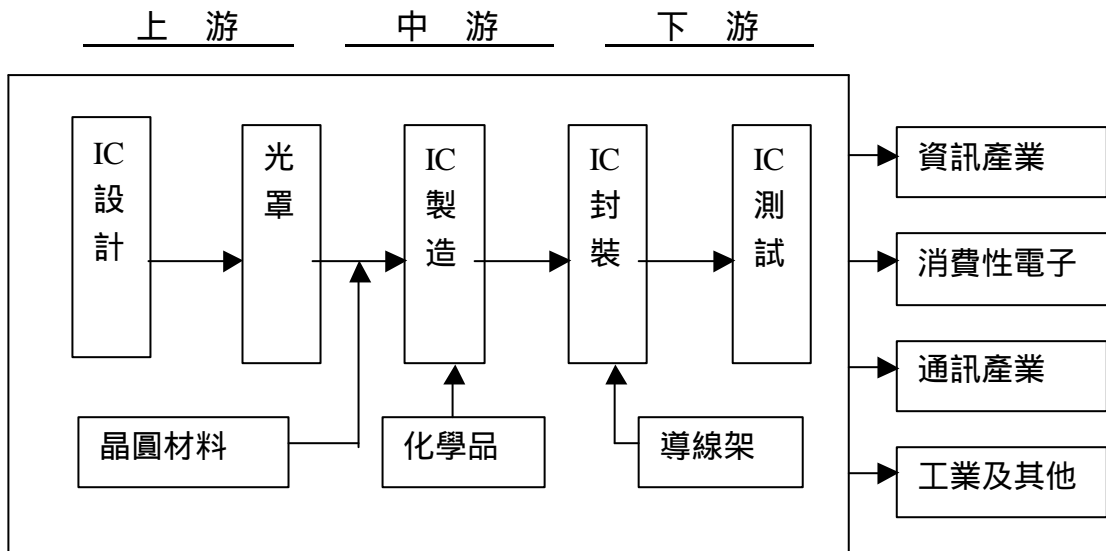 上 游 中 游 下 游
IC
設
計
光
罩
IC
製
造
IC
封
裝
IC
測
試
資訊產業
消費性電子
通訊產業
工業及其他
晶圓材料
化學品
導線架